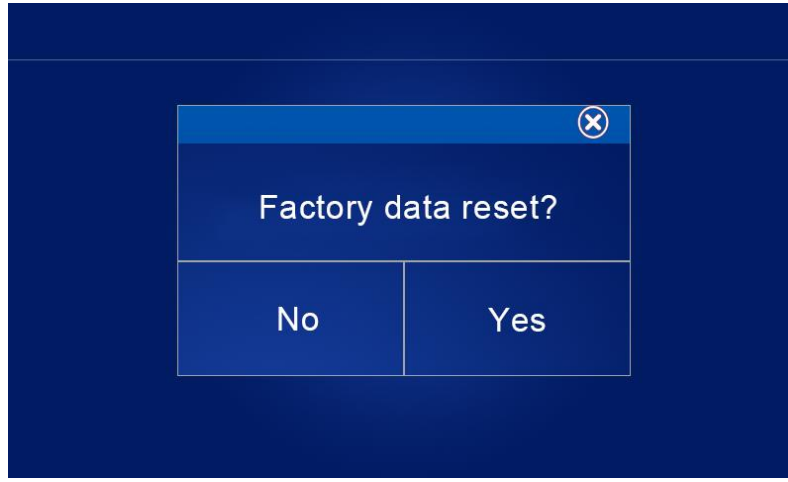 Factory data reset?
No
Yes